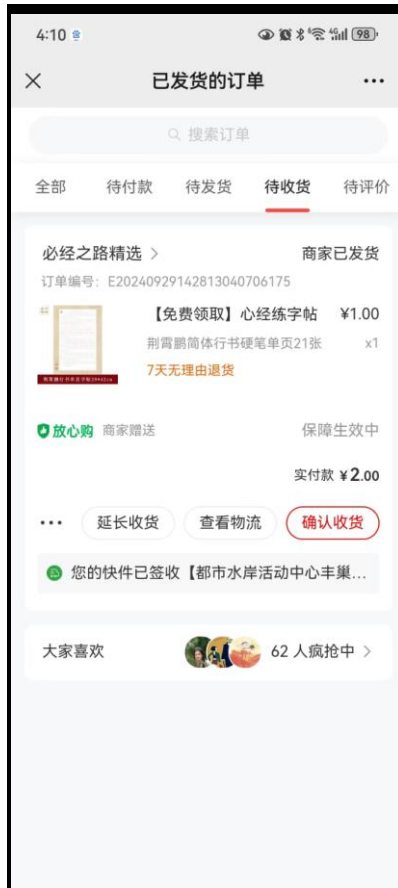 4:10
98
已发货的订单
搜索订单
全部 待付款 待发货 待收货 待评价
必经之路精选 > 商家已发货
订单编号：E20240929142813040706175
【免费领取】心经练字帖 ¥1.00
荆霄鹏简体行书硬笔单页21张 x1
7天无理由退货
放心购 商家赠送 保障生效中
实付款 ¥2.00
延长收货 查看物流 确认收货
您的快件已签收【都市水岸活动中心丰巢...
大家喜欢 62 人疯抢中 >